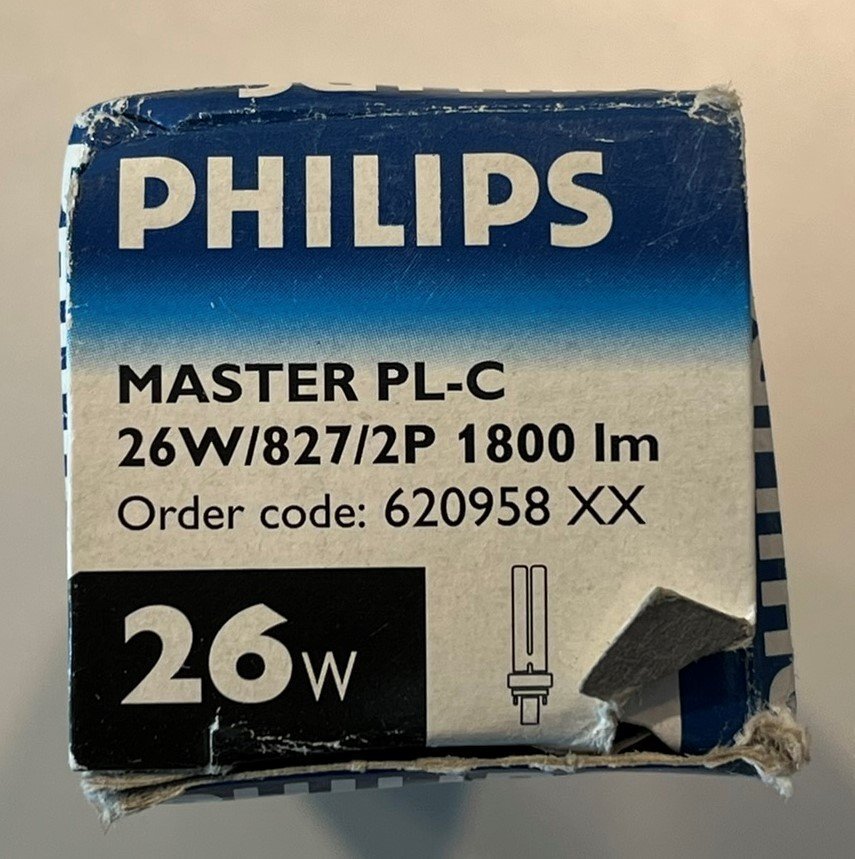 PHILIPS
MASTER PL-C
26W/827/2P 1800 lm
Order code: 620958 XX
26W